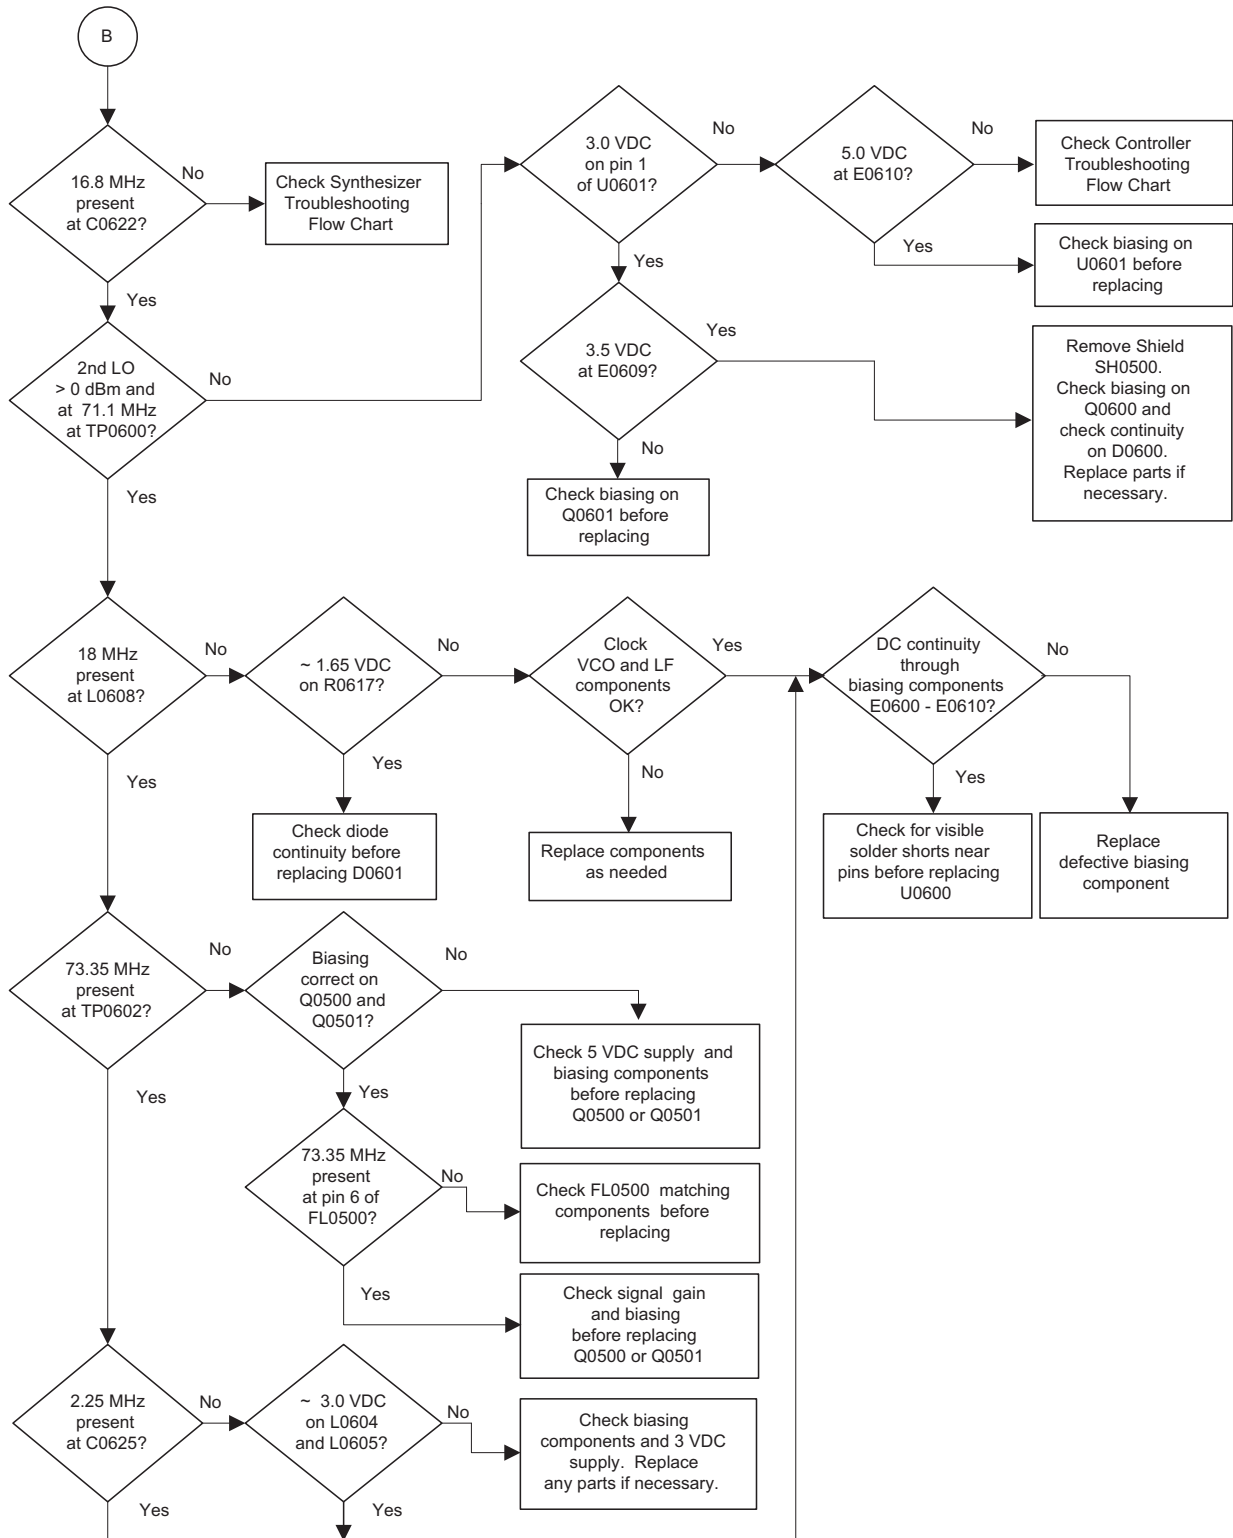 B
16.8 MHz
present
at C0622?
No
Yes
Check Synthesizer
Troubleshooting
Flow Chart
3.0 VDC
on pin 1
of U0601?
No
Yes
5.0 VDC
at E0610?
No
Yes
Check Controller
Troubleshooting
Flow Chart
Check biasing on
U0601 before
replacing
2nd LO
> 0 dBm and
at 71.1 MHz
at TP0600?
No
Yes
3.5 VDC
at E0609?
Yes
No
Remove Shield
SH0500.
Check biasing on
Q0600 and
check continuity
on D0600.
Replace parts if
necessary.
Check biasing on
Q0601 before
replacing
18 MHz
present
at L0608?
No
Yes
~ 1.65 VDC
on R0617?
No
Yes
Clock
VCO and LF
components
OK?
Yes
No
DC continuity
through
biasing components
E0600 - E0610?
No
Yes
Check diode
continuity before
replacing D0601
Replace components
as needed
Check for visible
solder shorts near
pins before replacing
U0600
Replace
defective biasing
component
73.35 MHz
present
at TP0602?
No
Yes
Biasing
correct on
Q0500 and
Q0501?
No
Yes
Check 5 VDC supply and
biasing components
before replacing
Q0500 or Q0501
73.35 MHz
present
at pin 6 of
FL0500?
No
Yes
Check FL0500 matching
components before
replacing
Check signal gain
and biasing
before replacing
Q0500 or Q0501
2.25 MHz
present
at C0625?
No
Yes
~ 3.0 VDC
on L0604
and L0605?
No
Yes
Check biasing
components and 3 VDC
supply. Replace
any parts if necessary.